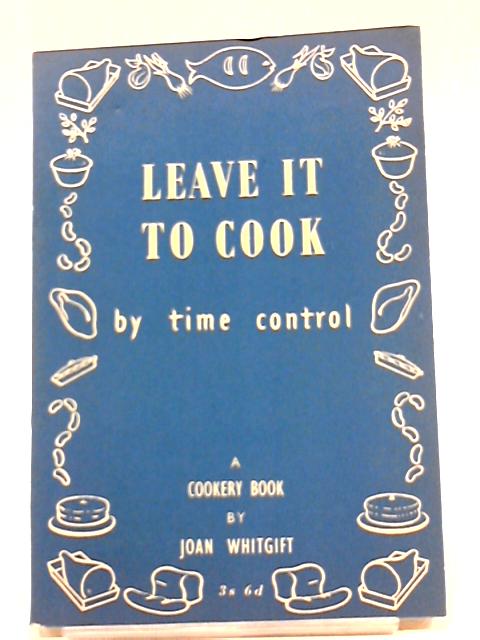 LEAVE IT
TO COOK
by time control
A
COOKERY BOOK
BY
JOAN WHITGIFT
3s 6d